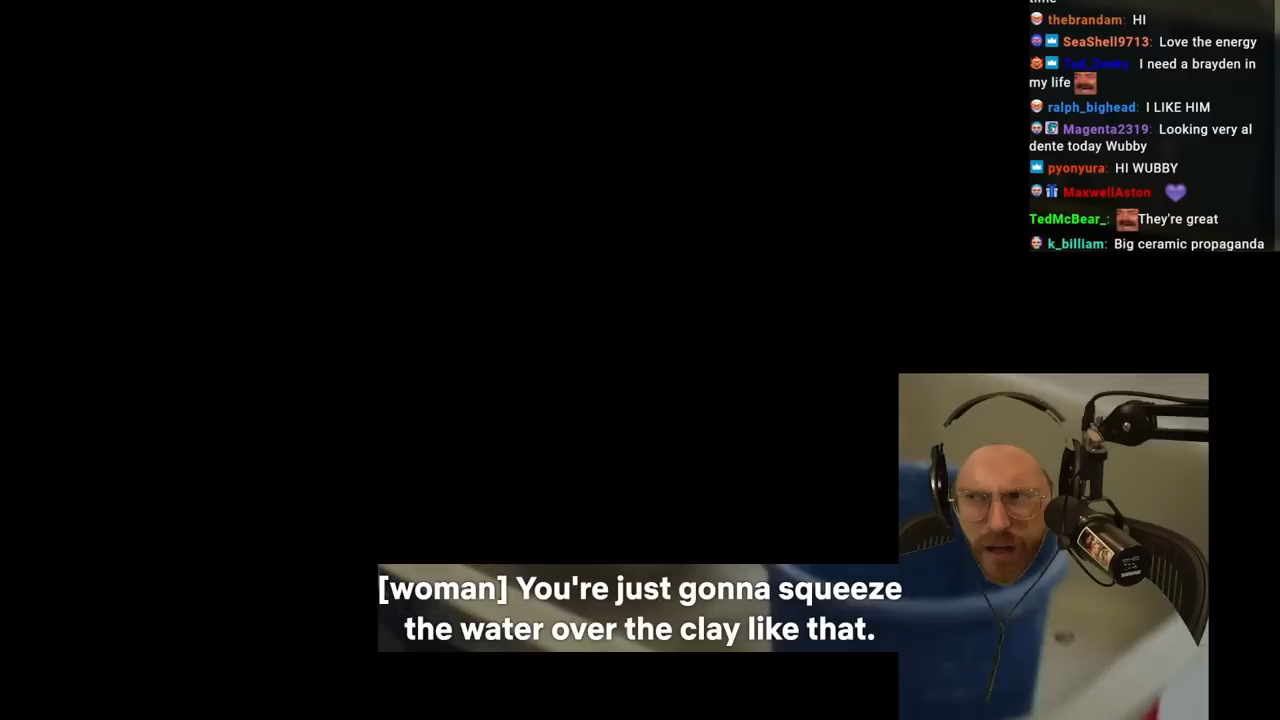 time
thebrandam: HI
SeaShell9713: Love the energy
Ted_Zesky: I need a brayden in
my life
ralph_bighead: I LIKE HIM
Magenta2319: Looking very al
dente today Wubby
pyonyura: HI WUBBY
MaxwellAston
TedMcBear_: They're great
k_billiam: Big ceramic propaganda
[woman] You're just gonna squeeze
the water over the clay like that.